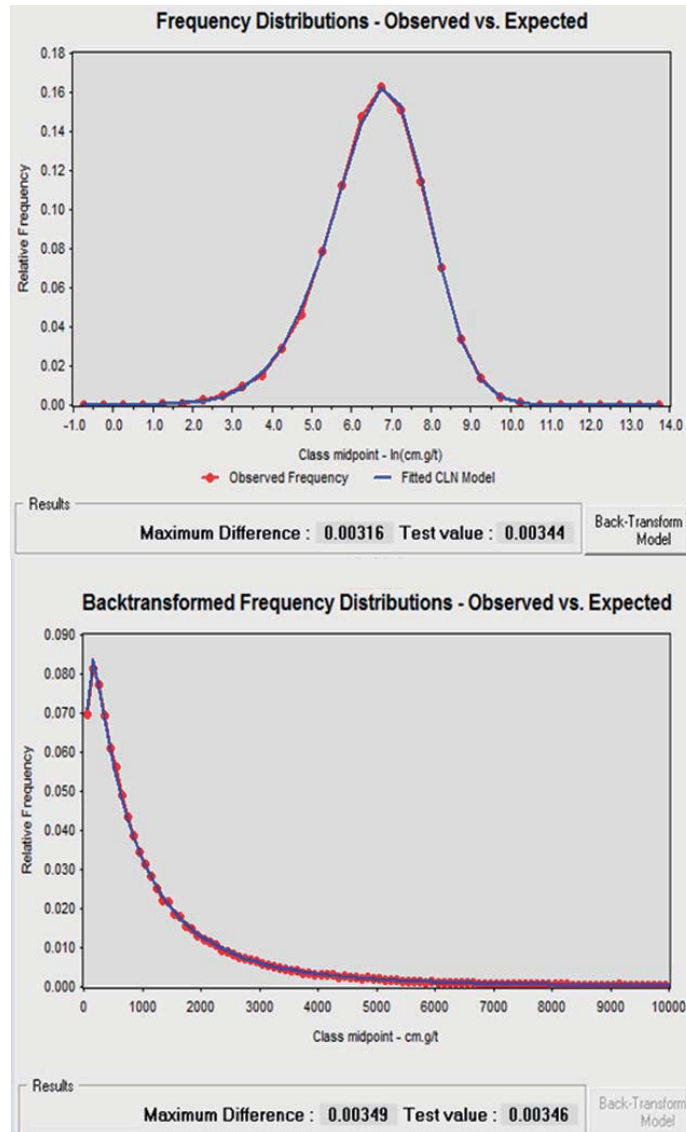 Frequency Distributions - Observed vs. Expected
0.18
0.16
0.14
0.12
0.10
0.08
0.06
0.04
0.02
0.00
Relative Frequency
-1.0 0.0 1.0 2.0 3.0 4.0 5.0 6.0 7.0 8.0 9.0 10.0 11.0 12.0 13.0 14.0
Class midpoint - ln(cm.g/t)
Observed Frequency Fitted CLN Model
Results
Maximum Difference : 0.00316 Test value : 0.00344
Back-Transform
Model
Backtransformed Frequency Distributions - Observed vs. Expected
0.090
0.080
0.070
0.060
0.050
0.040
0.030
0.020
0.010
0.000
Relative Frequency
0 1000 2000 3000 4000 5000 6000 7000 8000 9000 10000
Class midpoint - cm.g/t
Results
Maximum Difference : 0.00349 Test value : 0.00346
Back-Transform
Model